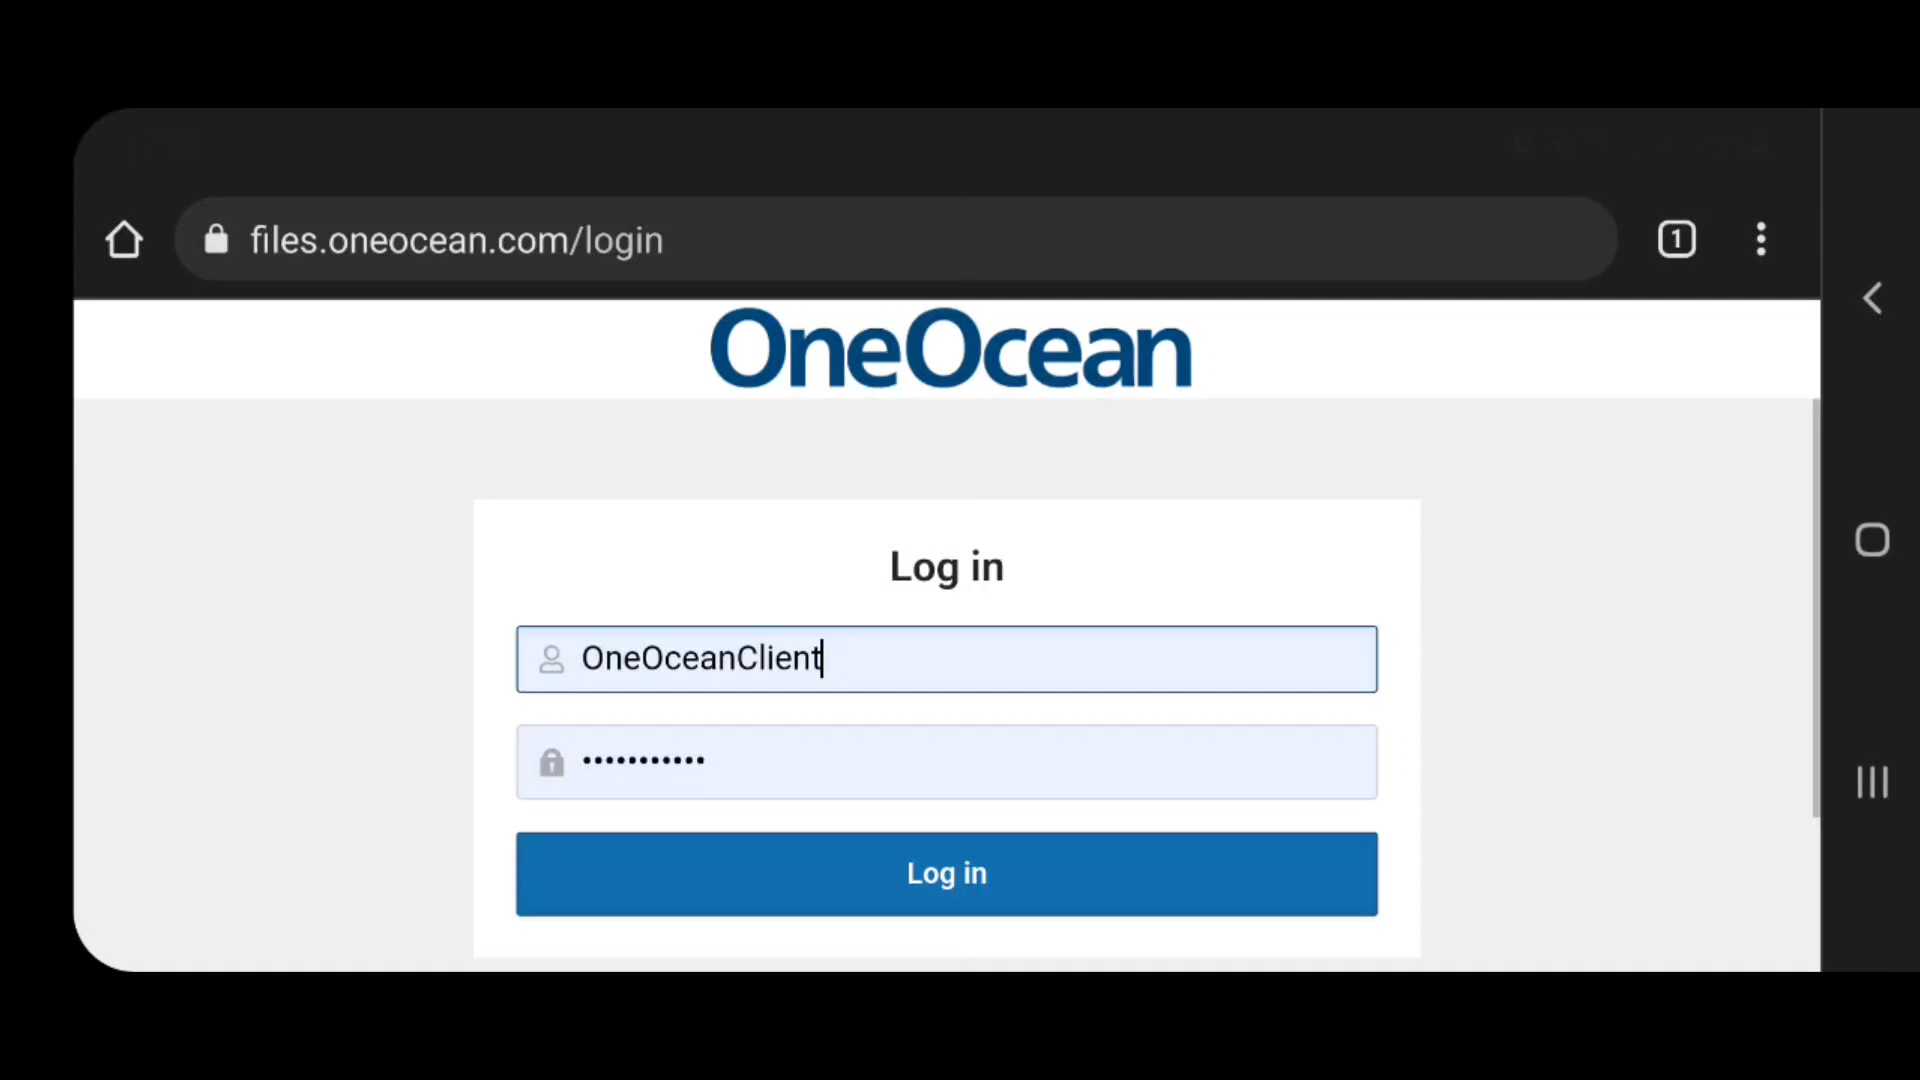 files.oneocean.com/login
1
OneOcean
Log in
OneOceanClient
•••••••••••
Log in